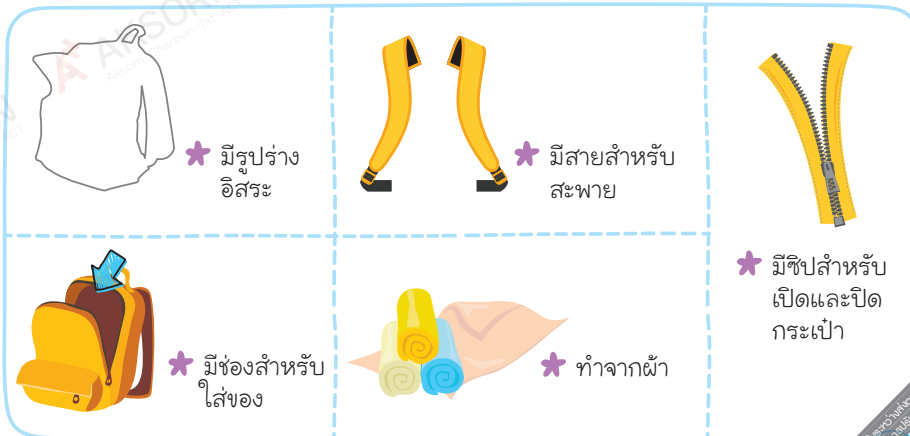 มีรูปร่าง
อิสระ
มีสายสำหรับ
สะพาย
มีซิปสำหรับ
เปิดและปิด
กระเป๋า
มีช่องสำหรับ
ใส่ของ
ทำจากผ้า